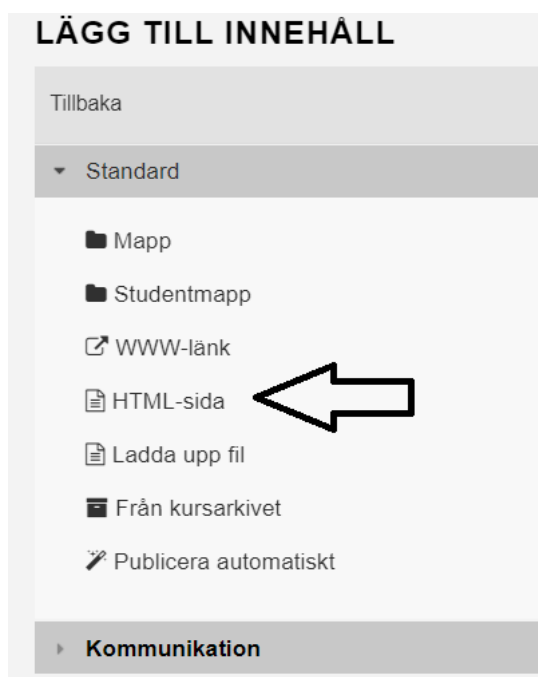 LÄGG TILL INNEHÅLL
Tillbaka
Standard
Mapp
Studentmapp
WWW-länk
HTML-sida
Ladda upp fil
Från kursarkivet
Publicera automatiskt
Kommunikation